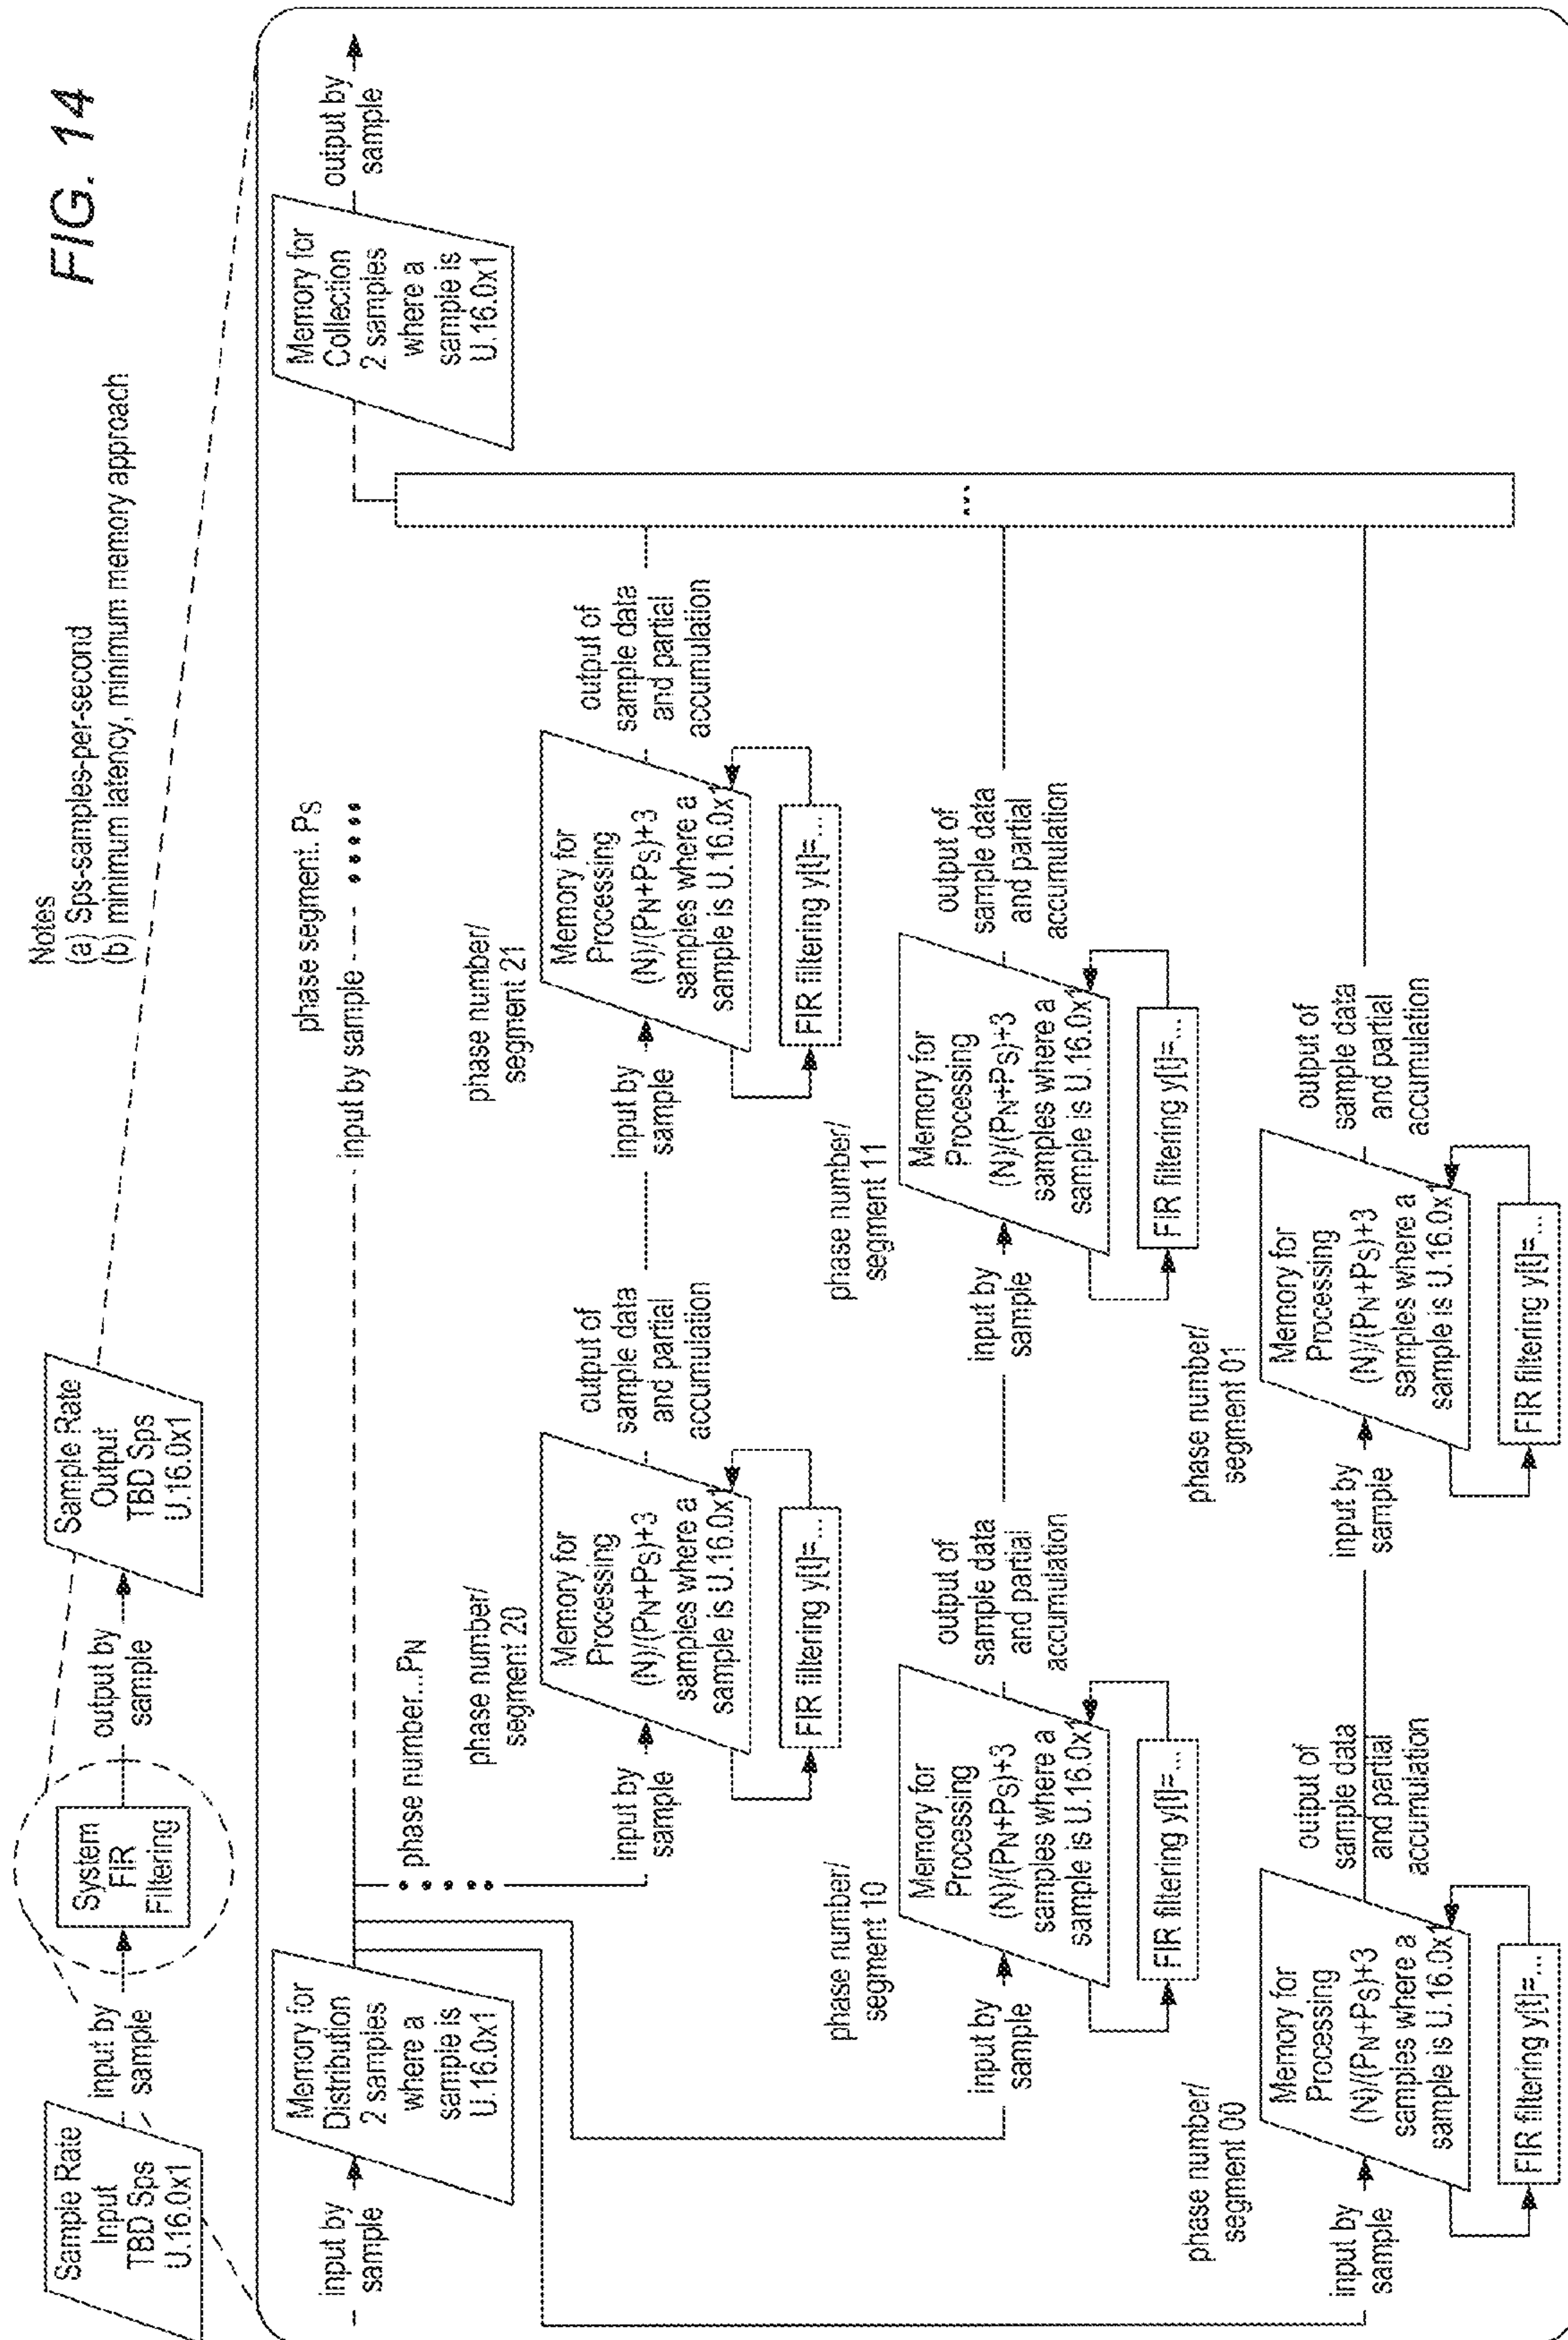 FIG. 14
Notes
(a) Sps-samples-per-second
(b) minimum latency, minimum memory approach
Sample Rate
Input
TBD Sps
U.16.0x1
input by
sample
System
FIR
Filtering
output by
sample
Sample Rate
Output
TBD Sps
U.16.0x1
input by
sample
Memory for
Distribution
2 samples
where a
sample is
U.16.0x1
input by sample
phase segment. PS
phase number...PN
Memory for
Collection
2 samples
where a
sample is
U.16.0x1
output by
sample
phase number/
segment 20
input by
sample
Memory for
Processing
(N)/(PN+PS)+3
samples where a
sample is U.16.0x1
FIR filtering y[t]=...
output of
sample data
and partial
accumulation
phase number/
segment 21
input by
sample
Memory for
Processing
(N)/(PN+PS)+3
samples where a
sample is U.16.0x1
FIR filtering y[t]=...
output of
sample data
and partial
accumulation
phase number/
segment 10
input by
sample
Memory for
Processing
(N)/(PN+PS)+3
samples where a
sample is U.16.0x1
FIR filtering y[t]=...
output of
sample data
and partial
accumulation
phase number/
segment 11
input by
sample
Memory for
Processing
(N)/(PN+PS)+3
samples where a
sample is U.16.0x1
FIR filtering y[t]=...
output of
sample data
and partial
accumulation
...
phase number/
segment 00
input by
sample
Memory for
Processing
(N)/(PN+PS)+3
samples where a
sample is U.16.0x1
FIR filtering y[t]=...
output of
sample data
and partial
accumulation
phase number/
segment 01
input by
sample
Memory for
Processing
(N)/(PN+PS)+3
samples where a
sample is U.16.0x1
FIR filtering y[t]=...
output of
sample data
and partial
accumulation